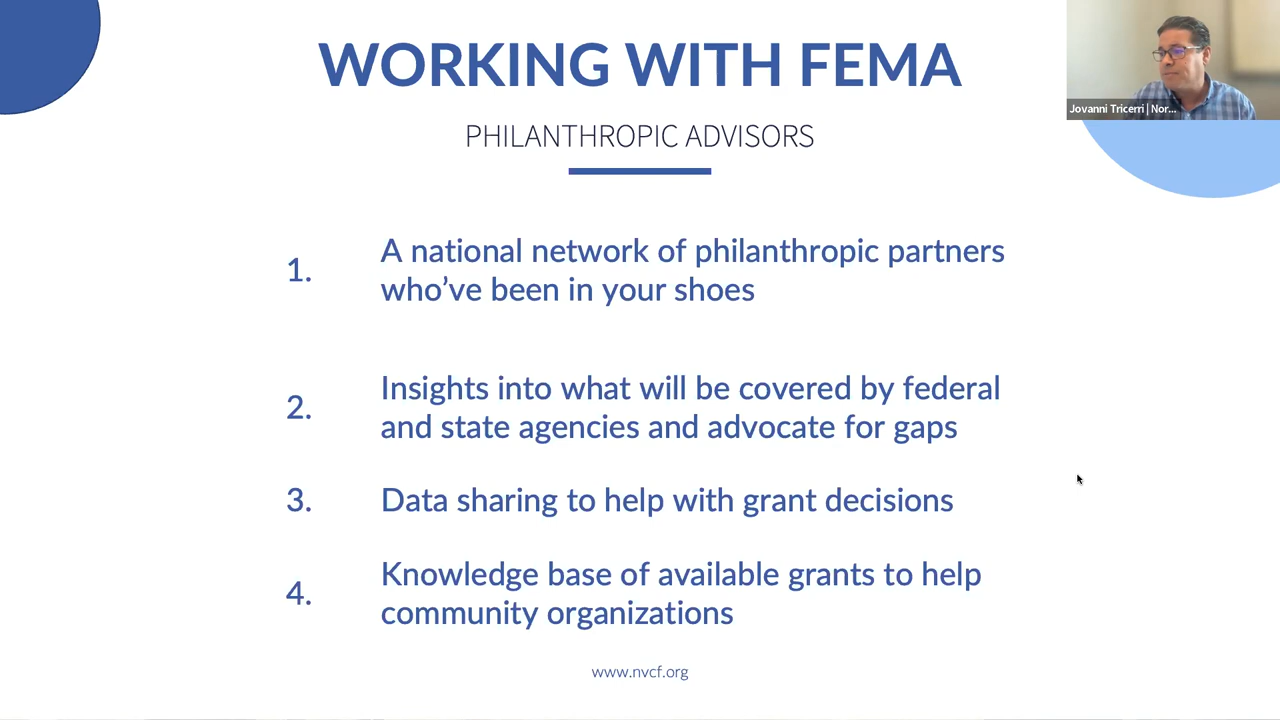 WORKING WITH FEMA
PHILANTHROPIC ADVISORS
Jovanni Tricerri | Nor...
1. A national network of philanthropic partners
who’ve been in your shoes
2. Insights into what will be covered by federal
and state agencies and advocate for gaps
3. Data sharing to help with grant decisions
4. Knowledge base of available grants to help
community organizations
www.nvcf.org